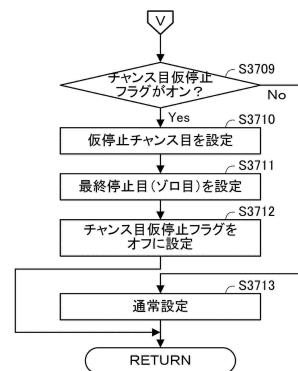 V
チャンス目仮停止
フラグがオン？
S3709
No
Yes
S3710
仮停止チャンス目を設定
S3711
最終停止目（ゾロ目）を設定
S3712
チャンス目仮停止フラグを
オフに設定
S3713
通常設定
RETURN